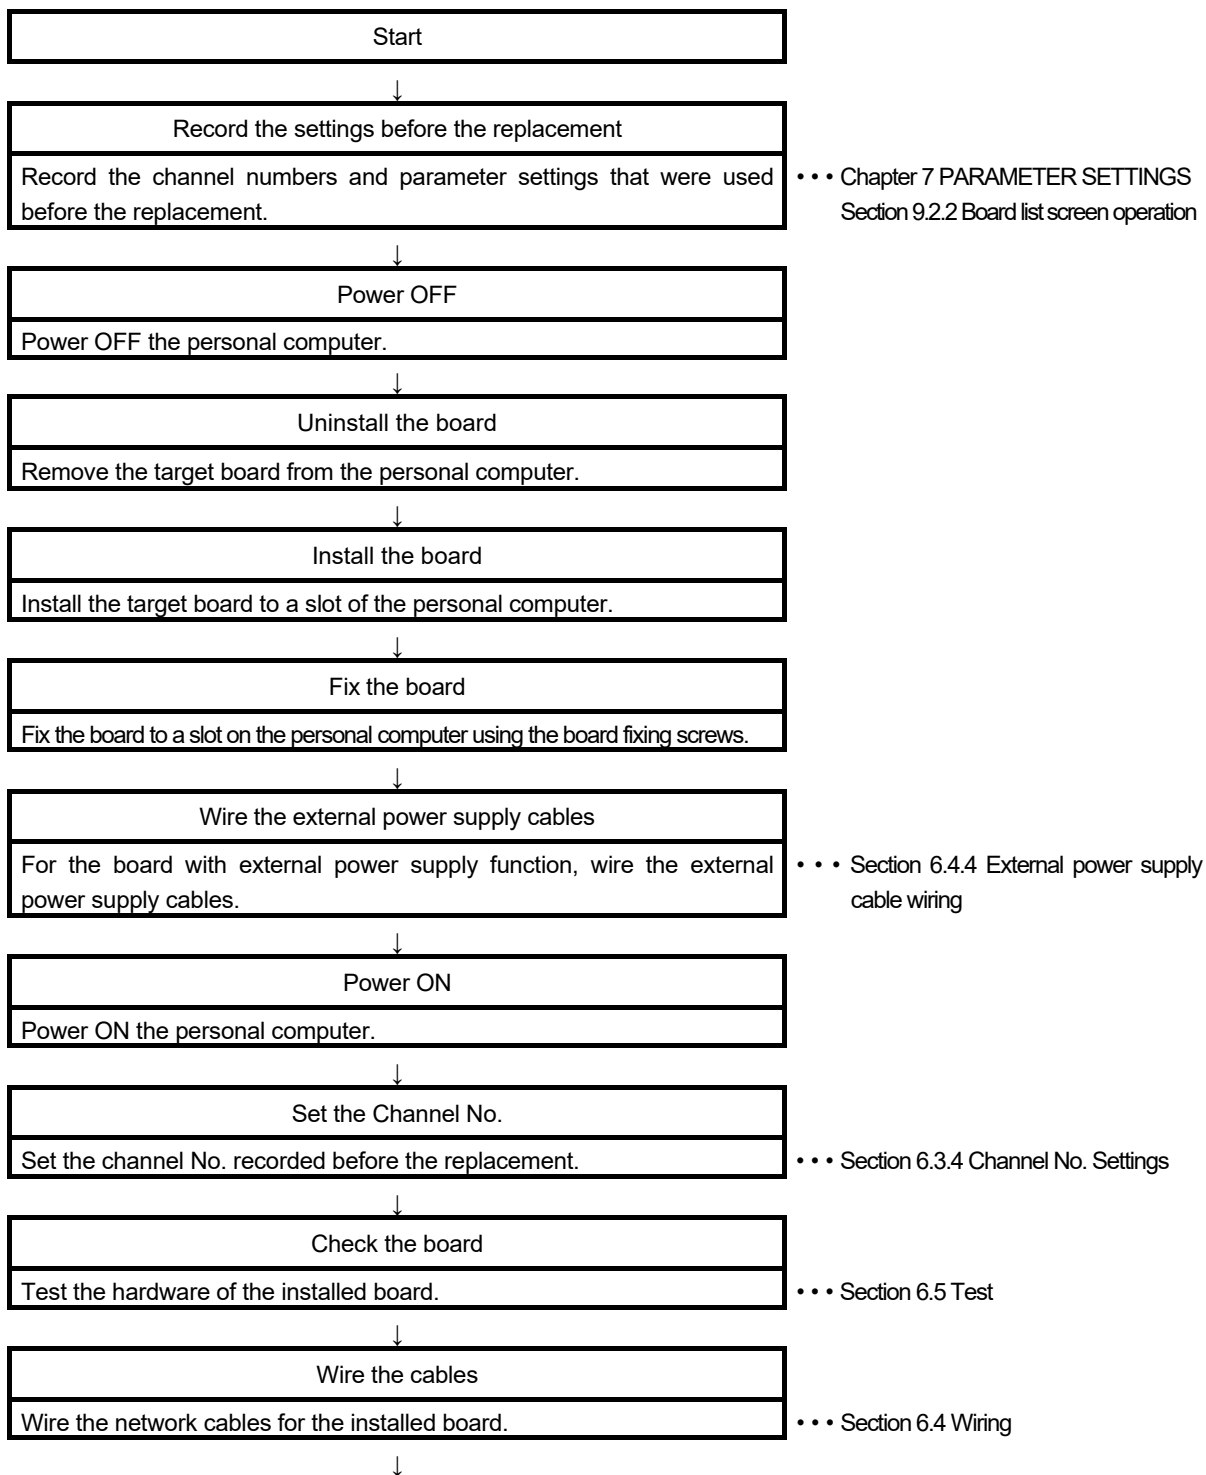 Start
↓
Record the settings before the replacement
Record the channel numbers and parameter settings that were used
before the replacement.
• • • Chapter 7 PARAMETER SETTINGS
Section 9.2.2 Board list screen operation
↓
Power OFF
Power OFF the personal computer.
↓
Uninstall the board
Remove the target board from the personal computer.
↓
Install the board
Install the target board to a slot of the personal computer.
↓
Fix the board
Fix the board to a slot on the personal computer using the board fixing screws.
↓
Wire the external power supply cables
For the board with external power supply function, wire the external
power supply cables.
• • • Section 6.4.4 External power supply
cable wiring
↓
Power ON
Power ON the personal computer.
↓
Set the Channel No.
Set the channel No. recorded before the replacement.
• • • Section 6.3.4 Channel No. Settings
↓
Check the board
Test the hardware of the installed board.
• • • Section 6.5 Test
↓
Wire the cables
Wire the network cables for the installed board.
• • • Section 6.4 Wiring
↓